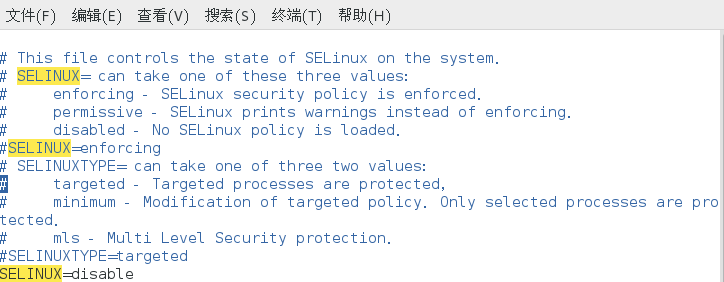 文件(F) 编辑(E) 查看(V) 搜索(S) 终端(T) 帮助(H)
# This file controls the state of SELinux on the system.
# SELINUX= can take one of these three values:
#     enforcing - SELinux security policy is enforced.
#     permissive - SELinux prints warnings instead of enforcing.
#     disabled - No SELinux policy is loaded.
#SELINUX=enforcing
# SELINUXTYPE= can take one of three two values:
#     targeted - Targeted processes are protected,
#     minimum - Modification of targeted policy. Only selected processes are pro
tected.
#     mls - Multi Level Security protection.
#SELINUXTYPE=targeted
SELINUX=disable